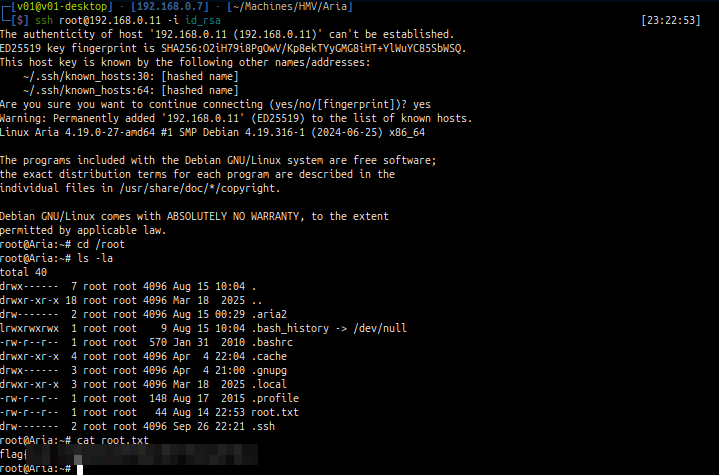 [v01@v01-desktop] - [192.168.0.7] - [~/Machines/HMV/Aria]
[$] ssh root@192.168.0.11 -i id_rsa [23:22:53]
The authenticity of host '192.168.0.11 (192.168.0.11)' can't be established.
ED25519 key fingerprint is SHA256:O2iH79i8PgOwV/Kp8ekTYyGMG8iHT+YlWuYC85SbWSQ.
This host key is known by the following other names/addresses:
~/.ssh/known_hosts:30: [hashed name]
~/.ssh/known_hosts:64: [hashed name]
Are you sure you want to continue connecting (yes/no/[fingerprint])? yes
Warning: Permanently added '192.168.0.11' (ED25519) to the list of known hosts.
Linux Aria 4.19.0-27-amd64 #1 SMP Debian 4.19.316-1 (2024-06-25) x86_64
The programs included with the Debian GNU/Linux system are free software;
the exact distribution terms for each program are described in the
individual files in /usr/share/doc/*/copyright.
Debian GNU/Linux comes with ABSOLUTELY NO WARRANTY, to the extent
permitted by applicable law.
root@Aria:~# cd /root
root@Aria:~# ls -la
total 40
drwx------ 7 root root 4096 Aug 15 10:04 .
drwxr-xr-x 18 root root 4096 Mar 18 2025 ..
drw------- 2 root root 4096 Aug 15 00:29 .aria2
lrwxrwxrwx 1 root root 9 Aug 15 10:04 .bash_history -> /dev/null
-rw-r--r-- 1 root root 570 Jan 31 2010 .bashrc
drwxr-xr-x 4 root root 4096 Apr 4 22:04 .cache
drwx------ 3 root root 4096 Apr 4 21:00 .gnupg
drwxr-xr-x 3 root root 4096 Mar 18 2025 .local
-rw-r--r-- 1 root root 148 Aug 17 2015 .profile
-rw-r--r-- 1 root root 44 Aug 14 22:53 root.txt
drw------- 2 root root 4096 Sep 26 22:21 .ssh
root@Aria:~# cat root.txt
flag{
root@Aria:~#